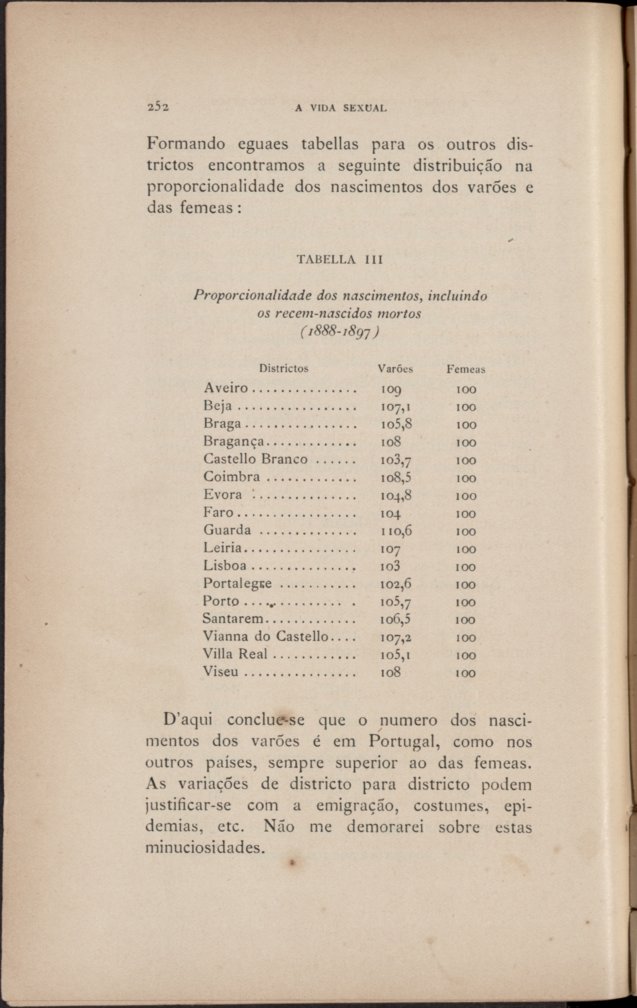 252 A VIDA SEXUAL
Formando eguaes tabellas para os outros dis-
trictos encontramos a seguinte distribuição na
proporcionalidade dos nascimentos dos varões e
das femeas :
TABELLA III
Proporcionalidade dos nascimentos, incluindo
os recem-nascidos mortos
(1888-1897)
Districtos Varões Femeas
Aveiro ............... 109 100
Beja ................. 107,1 100
Braga ................ 105,8 100
Bragança............. 108 100
Castello Branco ...... 103,7 100
Coimbra ............. 108,5 100
Evora ............... 104,8 100
Faro ................. 104 100
Guarda .............. 110,6 100
Leiria ................ 107 100
Lisboa ............... 103 100
Portalegre ........... 102,6 100
Porto ................ 105,7 100
Santarem ............. 106,5 100
Vianna do Castello .... 107,2 100
Villa Real ............ 105,1 100
Viseu ................ 108 100
D'aqui conclue-se que o numero dos nasci-
mentos dos varões é em Portugal, como nos
outros países, sempre superior ao das femeas.
As variações de districto para districto podem
justificar-se com a emigração, costumes, epi-
demias, etc. Não me demorarei sobre estas
minuciosidades.